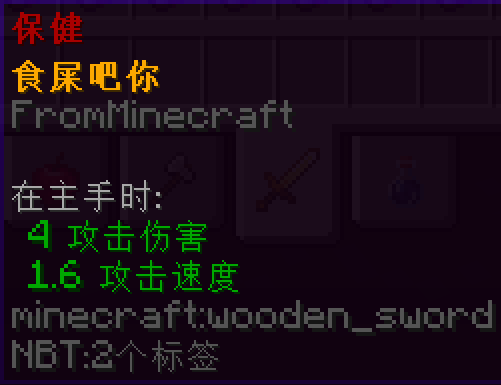 保健
食屎吧你
FromMinecraft
在主手时:
4 攻击伤害
1.6 攻击速度
minecraft:wooden_sword
NBT:2个标签